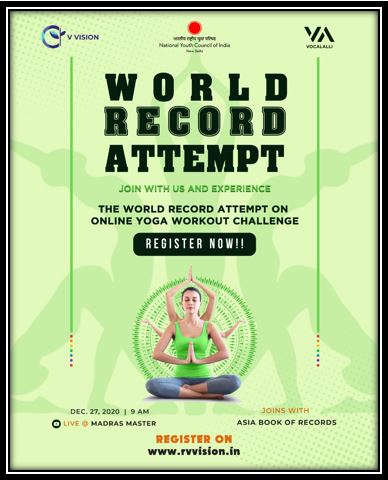 V VISION
भारतीय राष्ट्रीय युवा परिषद
National Youth Council of India
New Delhi
VOCALALLI
WORLD
RECORD
ATTEMPT
JOIN WITH US AND EXPERIENCE
THE WORLD RECORD ATTEMPT ON
ONLINE YOGA WORKOUT CHALLENGE
REGISTER NOW!!
DEC. 27, 2020 | 9 AM
LIVE @ MADRAS MASTER
JOINS WITH
ASIA BOOK OF RECORDS
REGISTER ON
www.rvvision.in